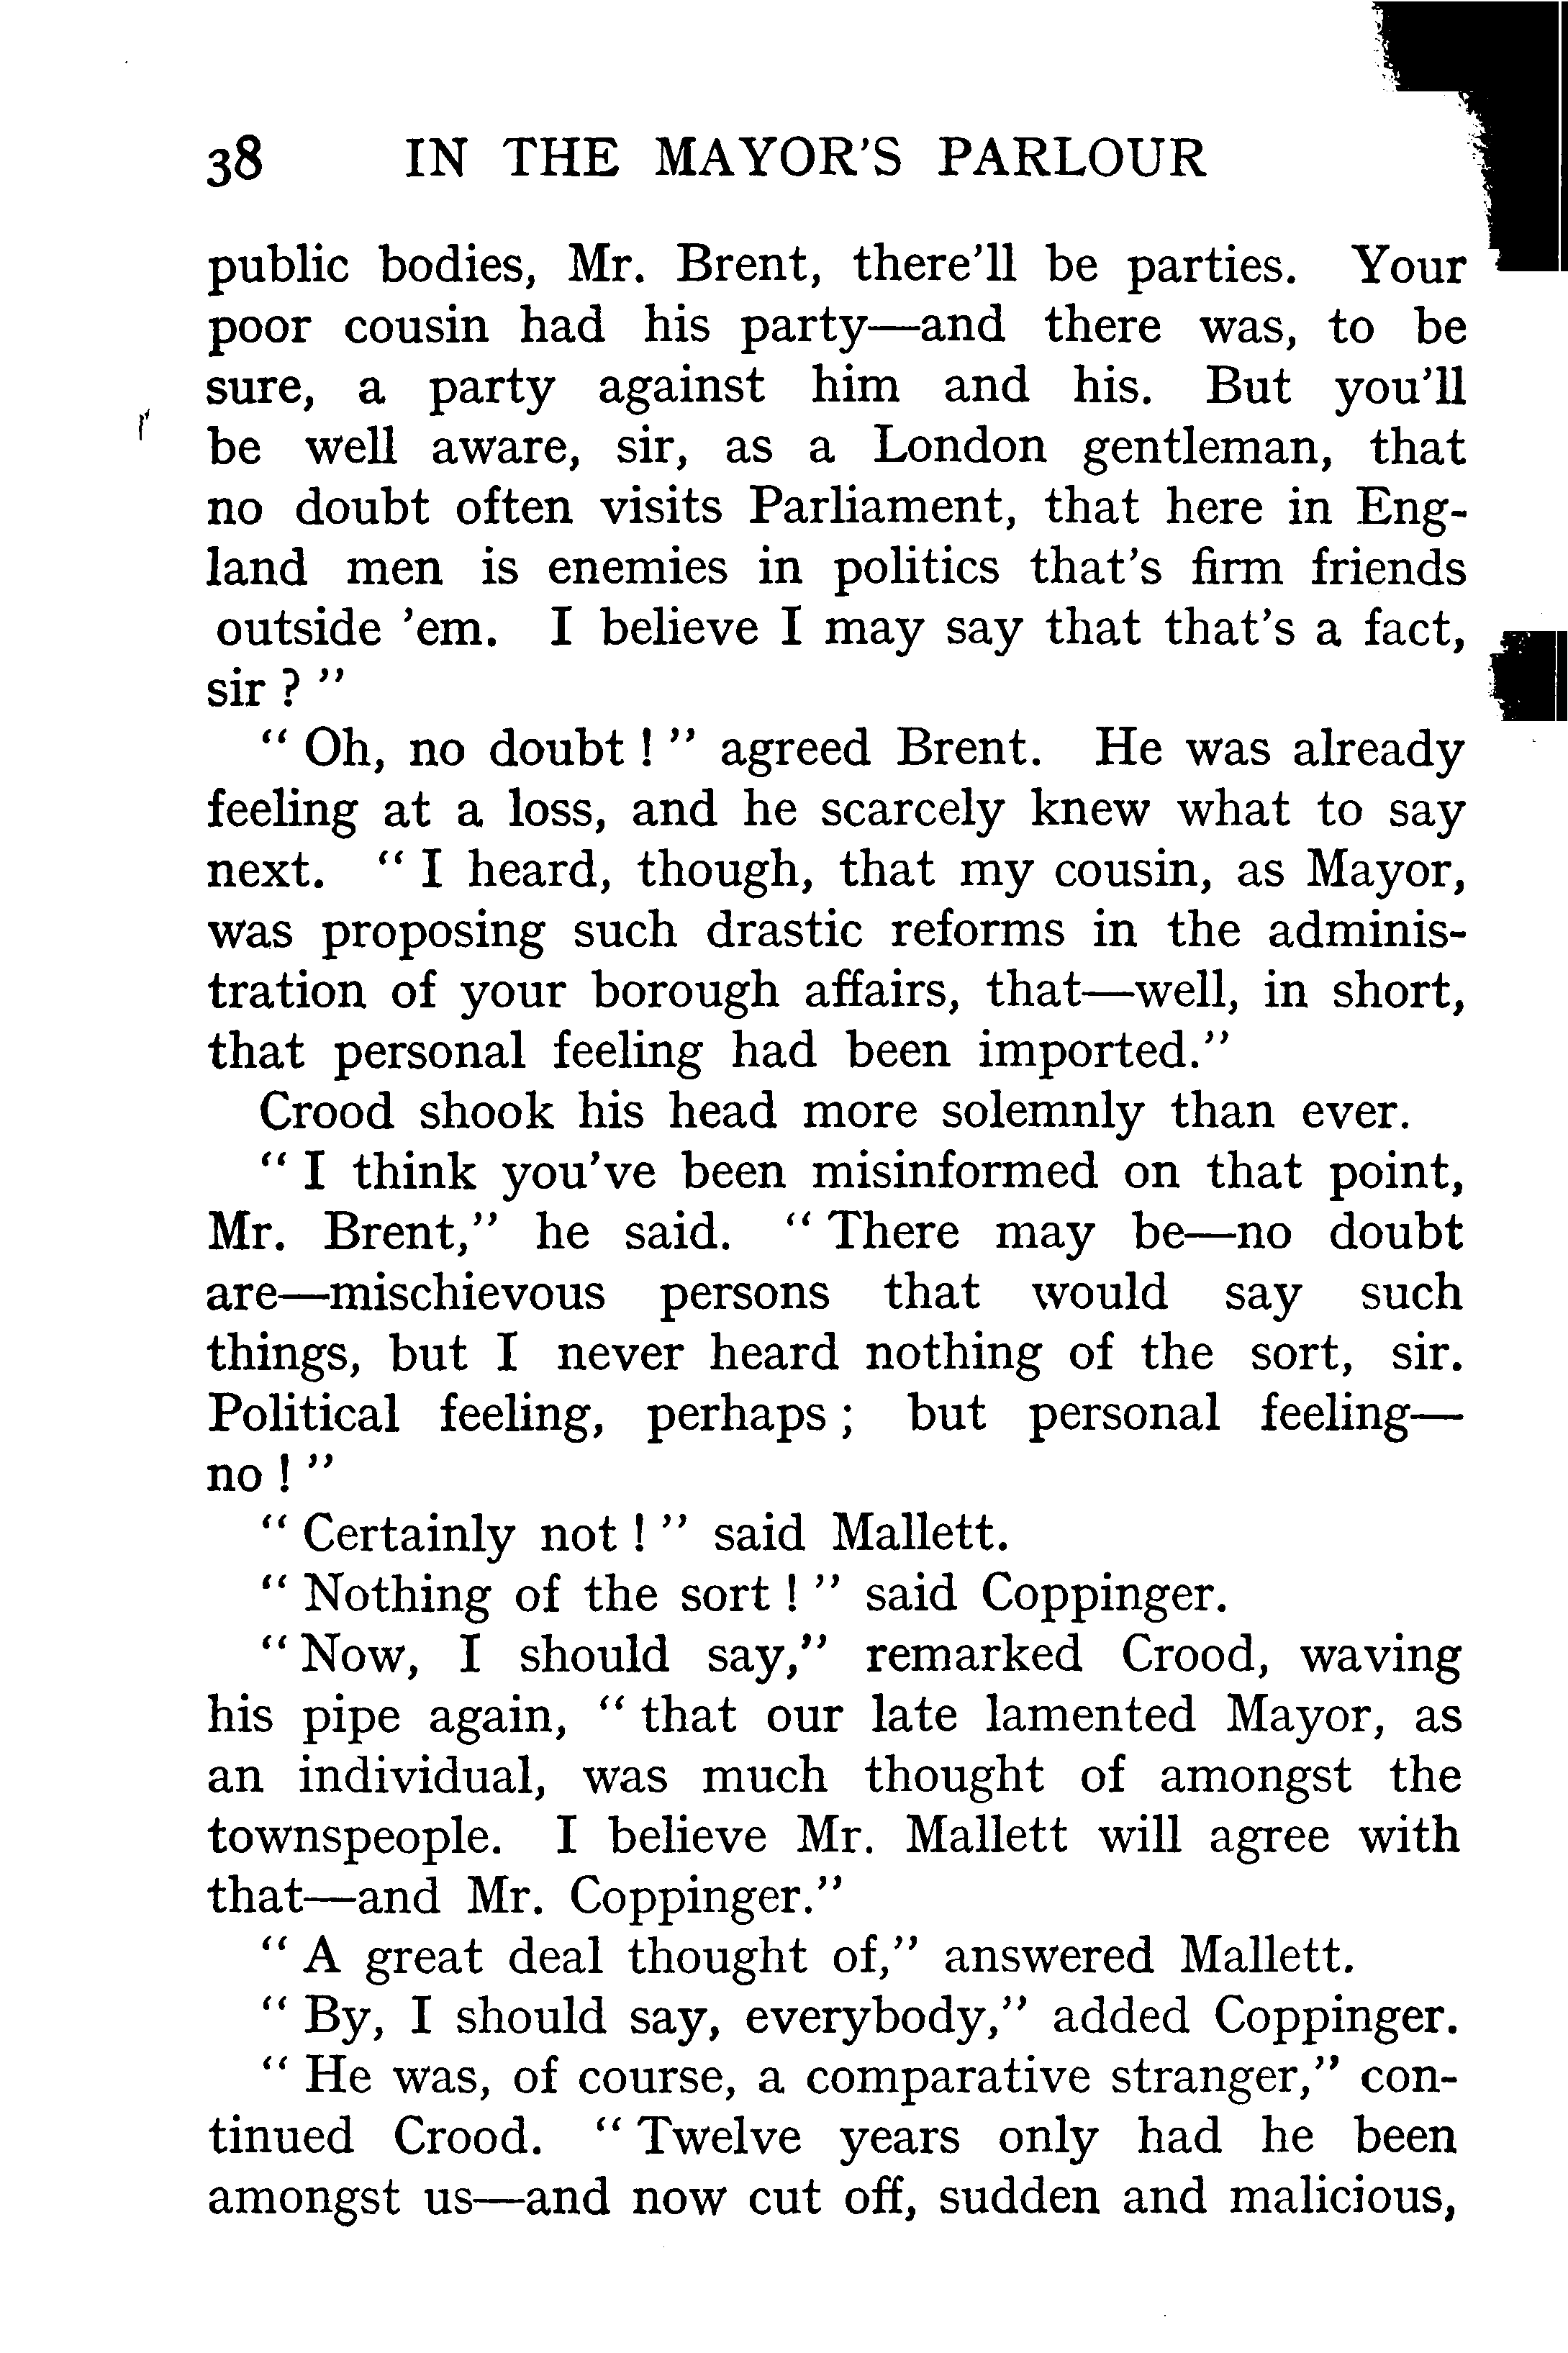 38 IN THE MAYOR'S PARLOUR
public bodies, Mr. Brent, there'll be parties. Your
poor cousin had his party—and there was, to be
sure, a party against him and his. But you'll
be well aware, sir, as a London gentleman, that
no doubt often visits Parliament, that here in Eng-
land men is enemies in politics that's firm friends
outside 'em. I believe I may say that that's a fact,
sir ? ”
“ Oh, no doubt ! ” agreed Brent. He was already
feeling at a loss, and he scarcely knew what to say
next. “ I heard, though, that my cousin, as Mayor,
was proposing such drastic reforms in the adminis-
tration of your borough affairs, that—well, in short,
that personal feeling had been imported.”
Crood shook his head more solemnly than ever.
“ I think you've been misinformed on that point,
Mr. Brent,” he said. “ There may be—no doubt
are—mischievous persons that would say such
things, but I never heard nothing of the sort, sir.
Political feeling, perhaps ; but personal feeling—
no ! ”
“ Certainly not ! ” said Mallett.
“ Nothing of the sort ! ” said Coppinger.
“ Now, I should say,” remarked Crood, waving
his pipe again, “ that our late lamented Mayor, as
an individual, was much thought of amongst the
townspeople. I believe Mr. Mallett will agree with
that—and Mr. Coppinger.”
“ A great deal thought of,” answered Mallett.
“ By, I should say, everybody,” added Coppinger.
“ He was, of course, a comparative stranger,” con-
tinued Crood. “ Twelve years only had he been
amongst us—and now cut off, sudden and malicious,